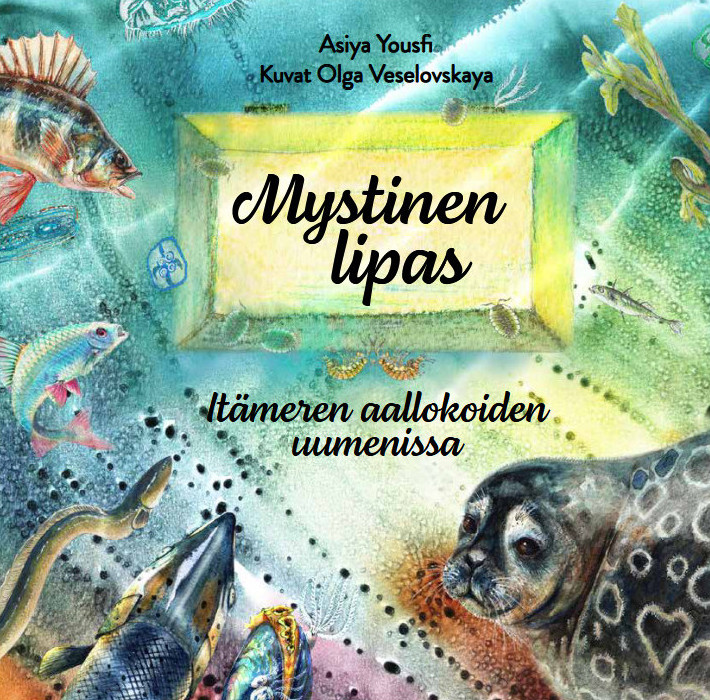 Asiya Yousfi
Kuvat Olga Veselovskaya
Mystinen
lipas
Itämeren aallokoiden
uumenissa